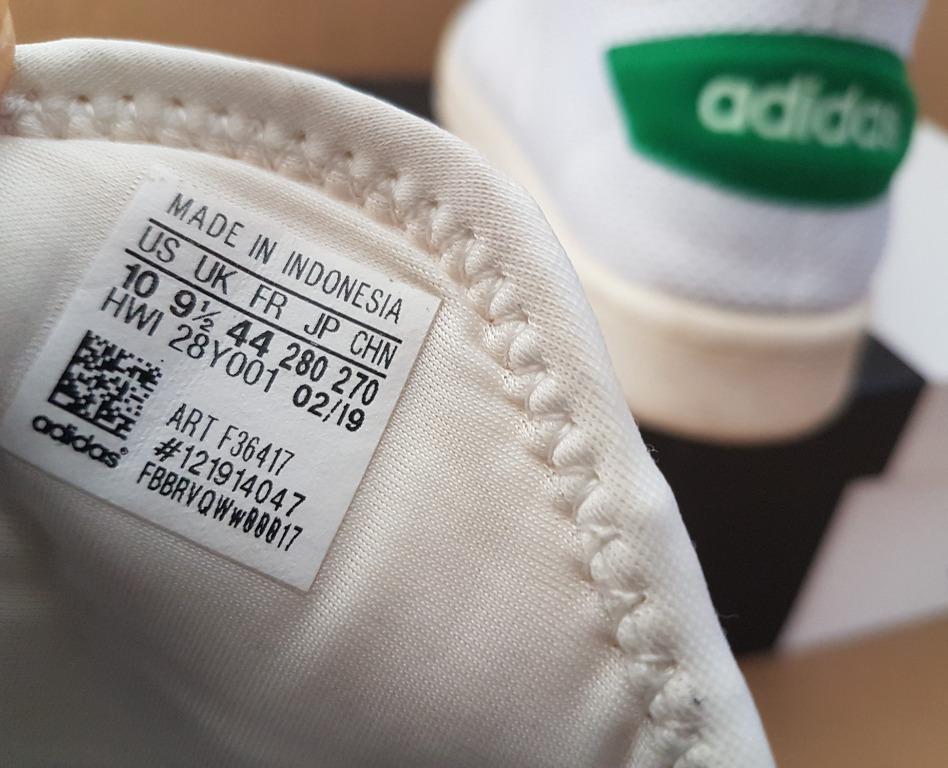 MADE IN INDONESIA
US UK FR JP CHN
10 9½ 44 280 270
HWI 28Y001 02/19
ART F36417
#121914047
FBBRVQWw00017
adidas
adidas